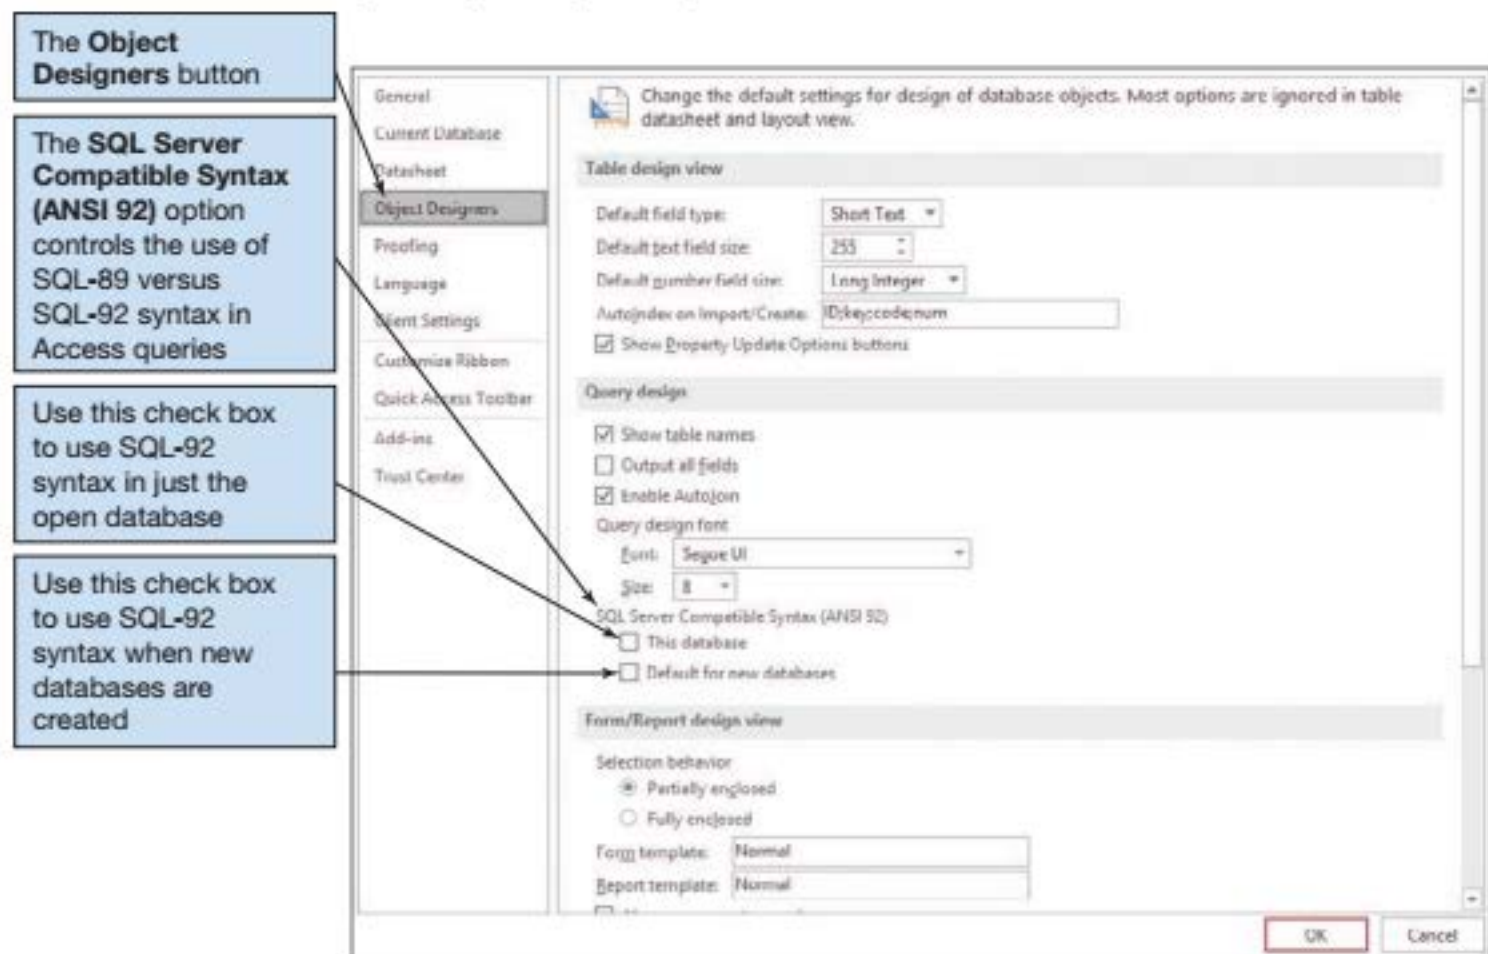 The Object
Designers button
The SQL Server
Compatible Syntax
(ANSI 92) option
controls the use of
SQL-89 versus
SQL-92 syntax in
Access queries
Use this check box
to use SQL-92
syntax in just the
open database
Use this check box
to use SQL-92
syntax when new
databases are
created
General
Current Database
Datasheet
Object Designers
Proofing
Language
Client Settings
Customize Ribbon
Quick Access Toolbar
Add-ins
Trust Center
Change the default settings for design of database objects. Most options are ignored in table
datasheet and layout view.
Table design view
Default field type: Short Text
Default text field size: 255
Default number field size: Long Integer
AutoIndex on Import/Create: ID;key;code;num
Show Property Update Options buttons
Query design
Show table names
Output all fields
Enable AutoJoin
Query design font
Font: Segoe UI
Size: 8
SQL Server Compatible Syntax (ANSI 92)
This database
Default for new databases
Form/Report design view
Selection behavior
Partially enclosed
Fully enclosed
Form template: Normal
Report template: Normal
OK
Cancel